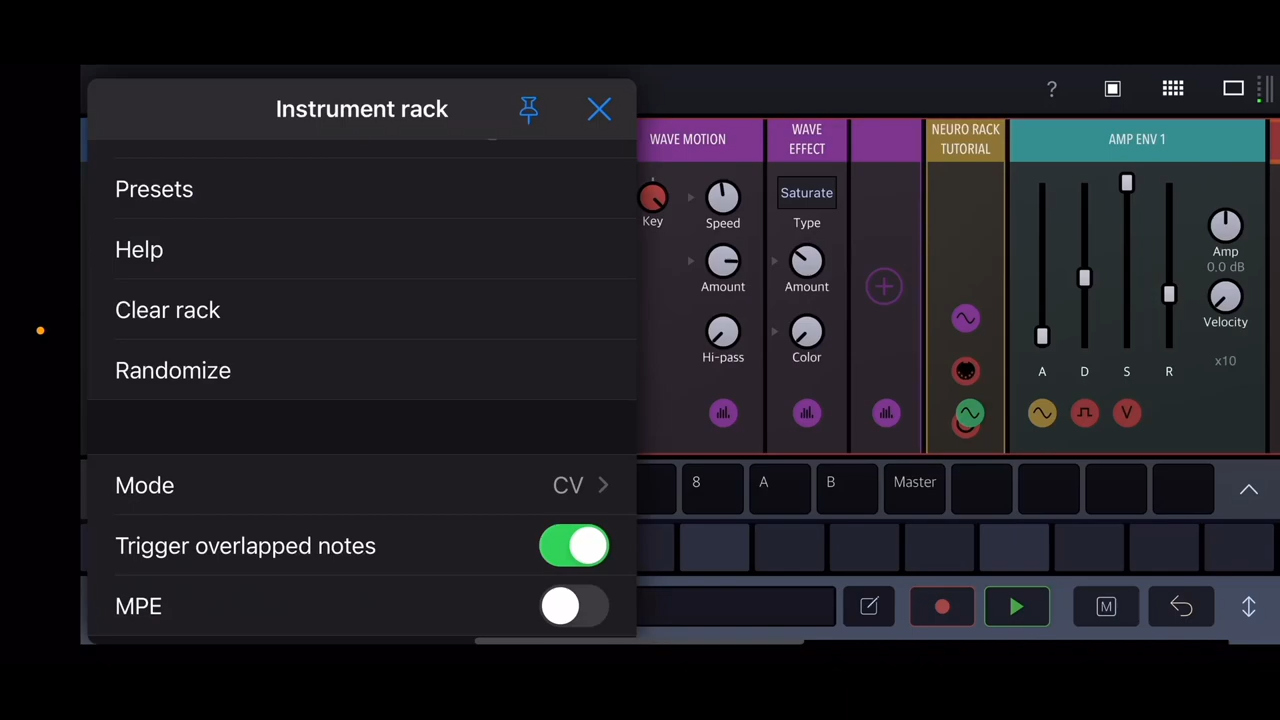 Instrument rack
Presets
Help
Clear rack
Randomize
Mode
CV
Trigger overlapped notes
MPE
?
WAVE MOTION
WAVE
EFFECT
NEURO RACK
TUTORIAL
AMP ENV 1
Key
Speed
Saturate
Type
Amp
0.0 dB
Amount
Amount
Velocity
Hi-pass
Color
x10
A
D
S
R
V
8
A
B
Master
M